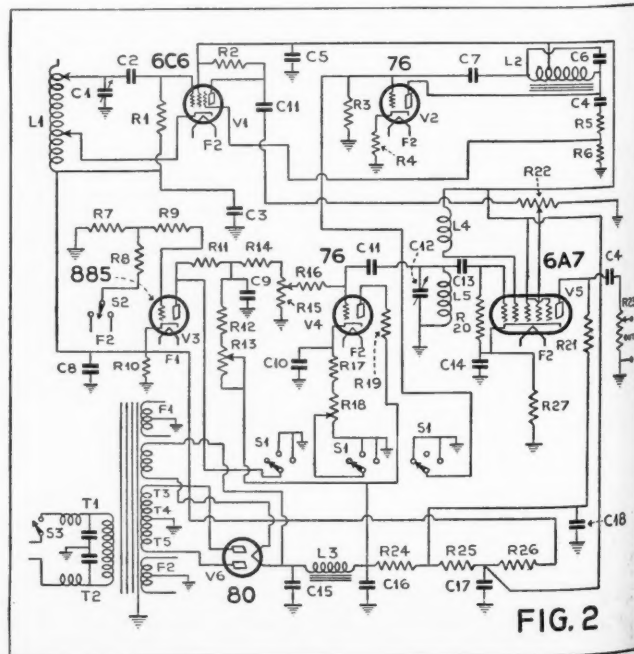 6C6
R2
C5
76
C7
L2
C6
C2
C1
L1
R1
V1
F2
C11
R3
V2
F2
R4
C4
R5
R6
R22
C3
L4
R7
R9
R8
885
S2
F2
R11
R14
C9
R16
R15
76
C11
C12
C13
6A7
C4
V3
F1
R10
C8
R12
R13
V4
C10
F2
R17
R18
R19
L5
R
20
C14
V5
F2
R21
R27
S1
S1
S1
F1
T3
T4
T5
F2
T1
T2
S3
V6
80
L3
R24
R25
R26
C15
C16
C17
C18
FIG. 2